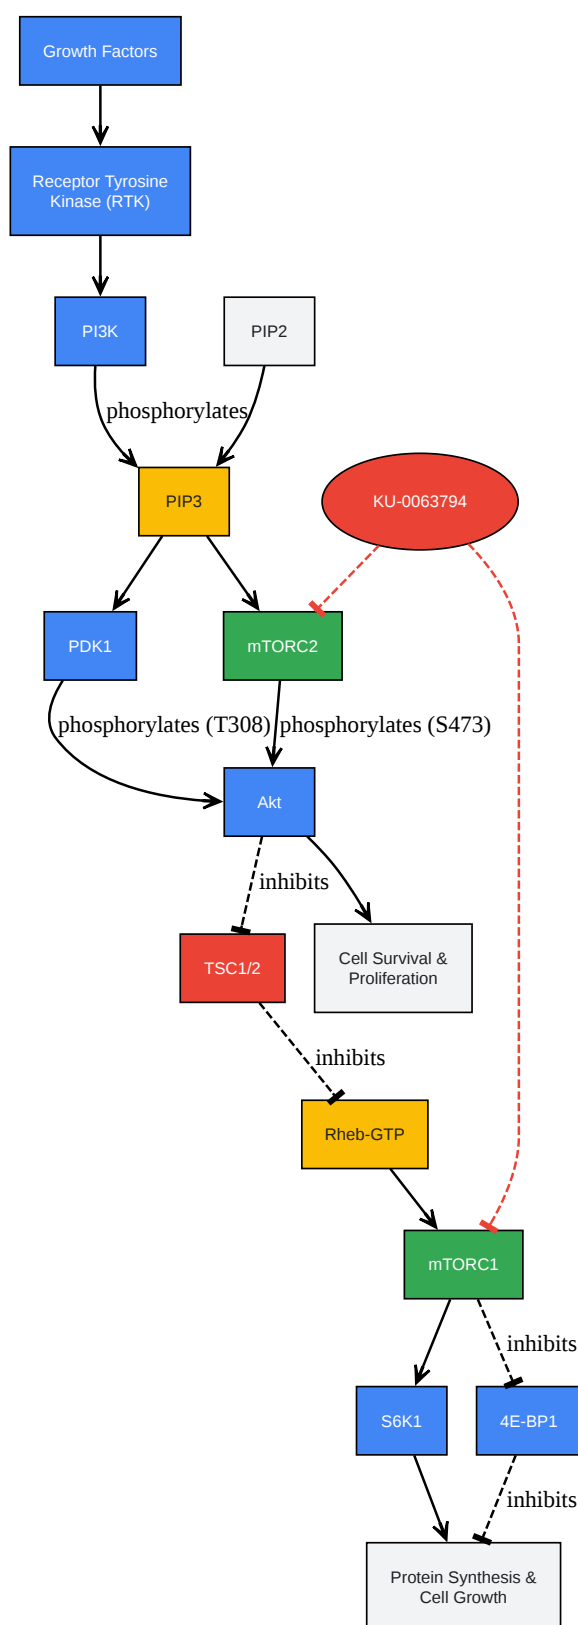 Growth Factors
Receptor Tyrosine
Kinase (RTK)
PI3K
PIP2
phosphorylates
PIP3
KU-0063794
PDK1
mTORC2
phosphorylates (T308)
phosphorylates (S473)
Akt
inhibits
TSC1/2
Cell Survival &
Proliferation
inhibits
Rheb-GTP
mTORC1
inhibits
S6K1
4E-BP1
inhibits
Protein Synthesis &
Cell Growth